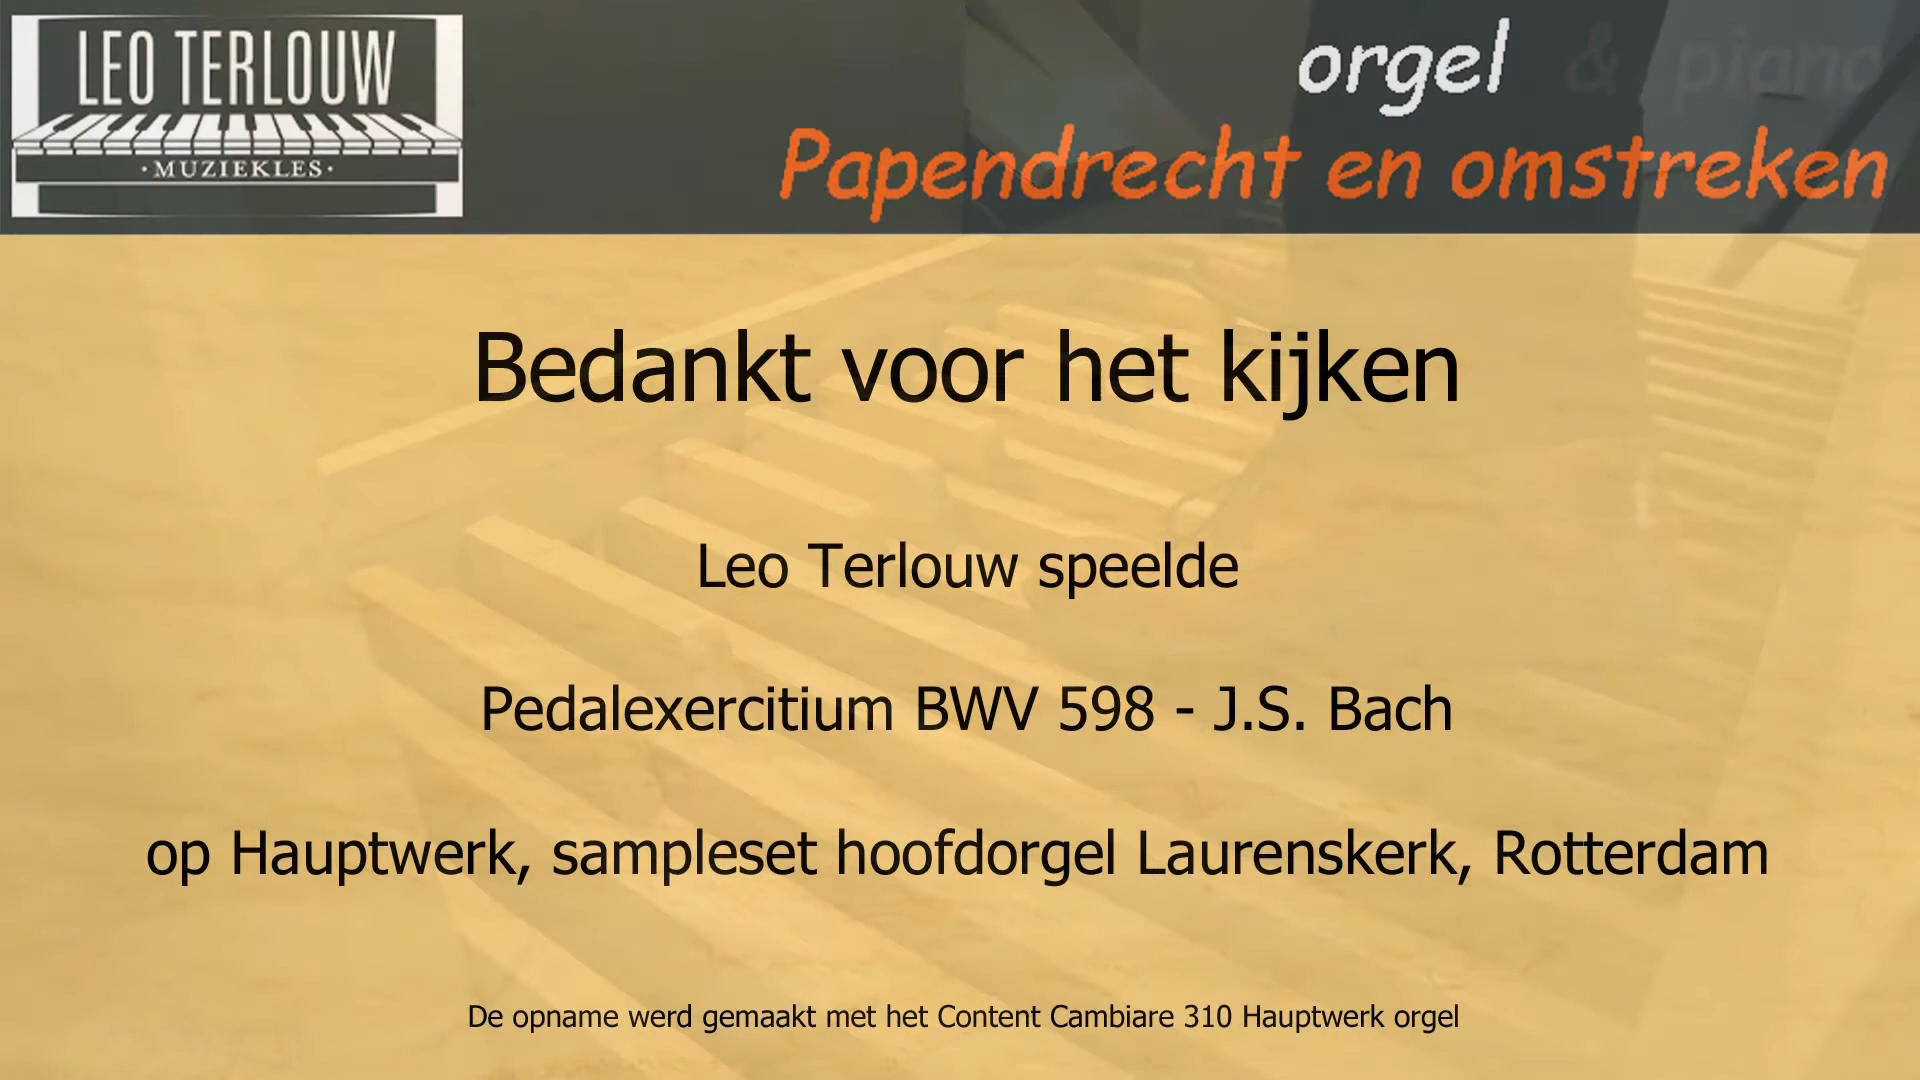 LEO TERLOUW
·MUZIEKLES·
orgel & piano
Papendrecht en omstreken
Bedankt voor het kijken
Leo Terlouw speelde
Pedalexercitium BWV 598 - J.S. Bach
op Hauptwerk, sampleset hoofdorgel Laurenskerk, Rotterdam
De opname werd gemaakt met het Content Cambiare 310 Hauptwerk orgel